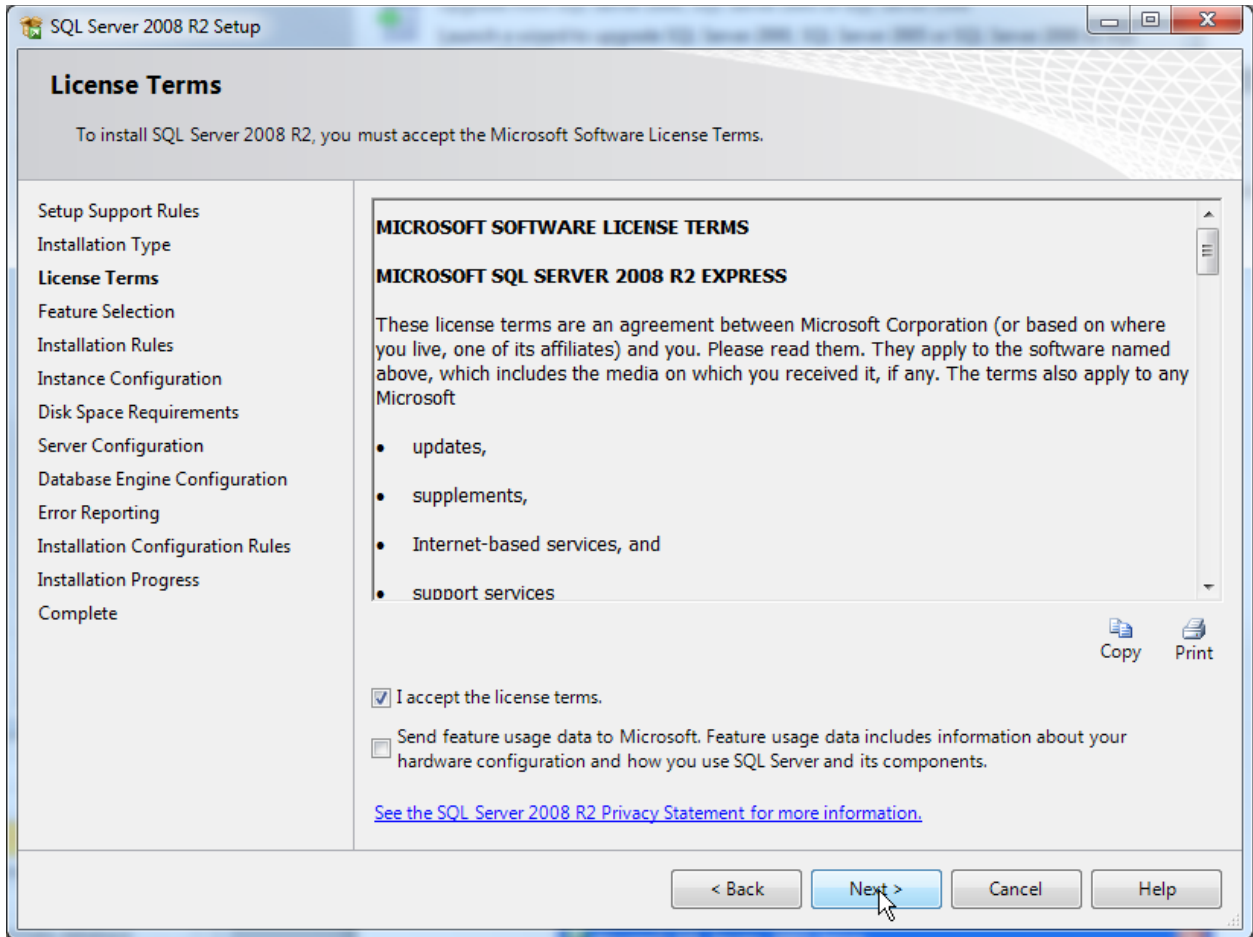 SQL Server 2008 R2 Setup
License Terms
To install SQL Server 2008 R2, you must accept the Microsoft Software License Terms.
Setup Support Rules
Installation Type
License Terms
Feature Selection
Installation Rules
Instance Configuration
Disk Space Requirements
Server Configuration
Database Engine Configuration
Error Reporting
Installation Configuration Rules
Installation Progress
Complete
MICROSOFT SOFTWARE LICENSE TERMS
MICROSOFT SQL SERVER 2008 R2 EXPRESS
These license terms are an agreement between Microsoft Corporation (or based on where
you live, one of its affiliates) and you. Please read them. They apply to the software named
above, which includes the media on which you received it, if any. The terms also apply to any
Microsoft
• updates,
• supplements,
• Internet-based services, and
• support services
Copy Print
I accept the license terms.
Send feature usage data to Microsoft. Feature usage data includes information about your
hardware configuration and how you use SQL Server and its components.
See the SQL Server 2008 R2 Privacy Statement for more information.
< Back Next > Cancel Help